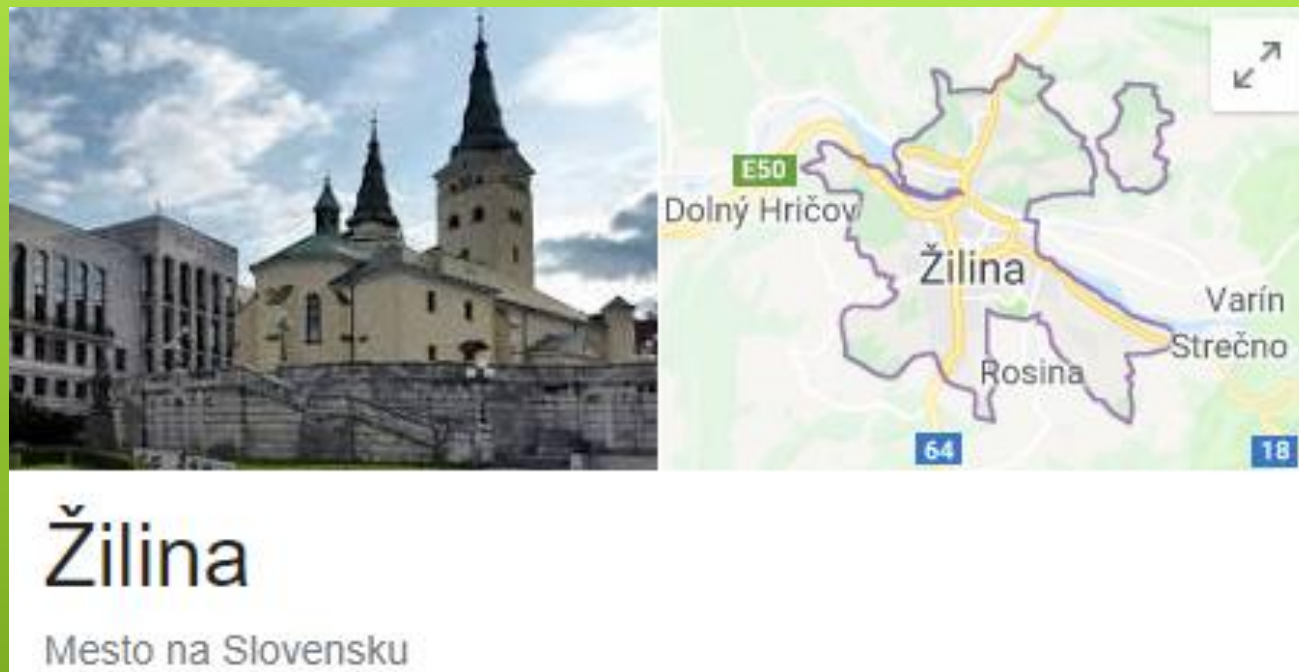 E50
Dolný Hričov
Žilina
Varín
Strečno
Rosina
64
18
Žilina
Mesto na Slovensku